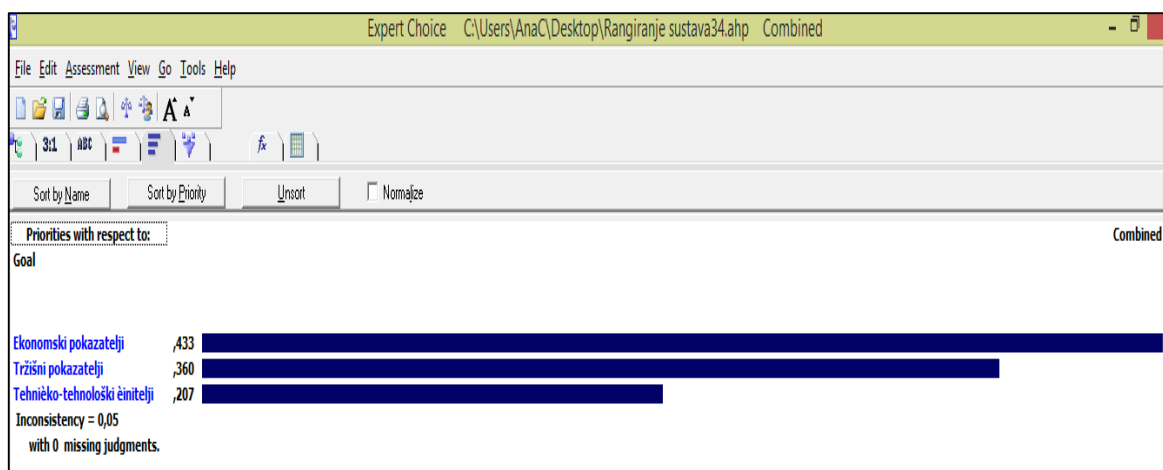 Expert Choice C:\Users\AnaC\Desktop\Rangiranje sustava34.ahp Combined
File Edit Assessment View Go Tools Help
A A
3:1 ABC fx
Sort by Name Sort by Priority Unsort Normalize
Priorities with respect to: Combined
Goal
Ekonomski pokazatelji ,433
Tržišni pokazatelji ,360
Tehnièko-tehnološki èinitelji ,207
Inconsistency = 0,05
with 0 missing judgments.